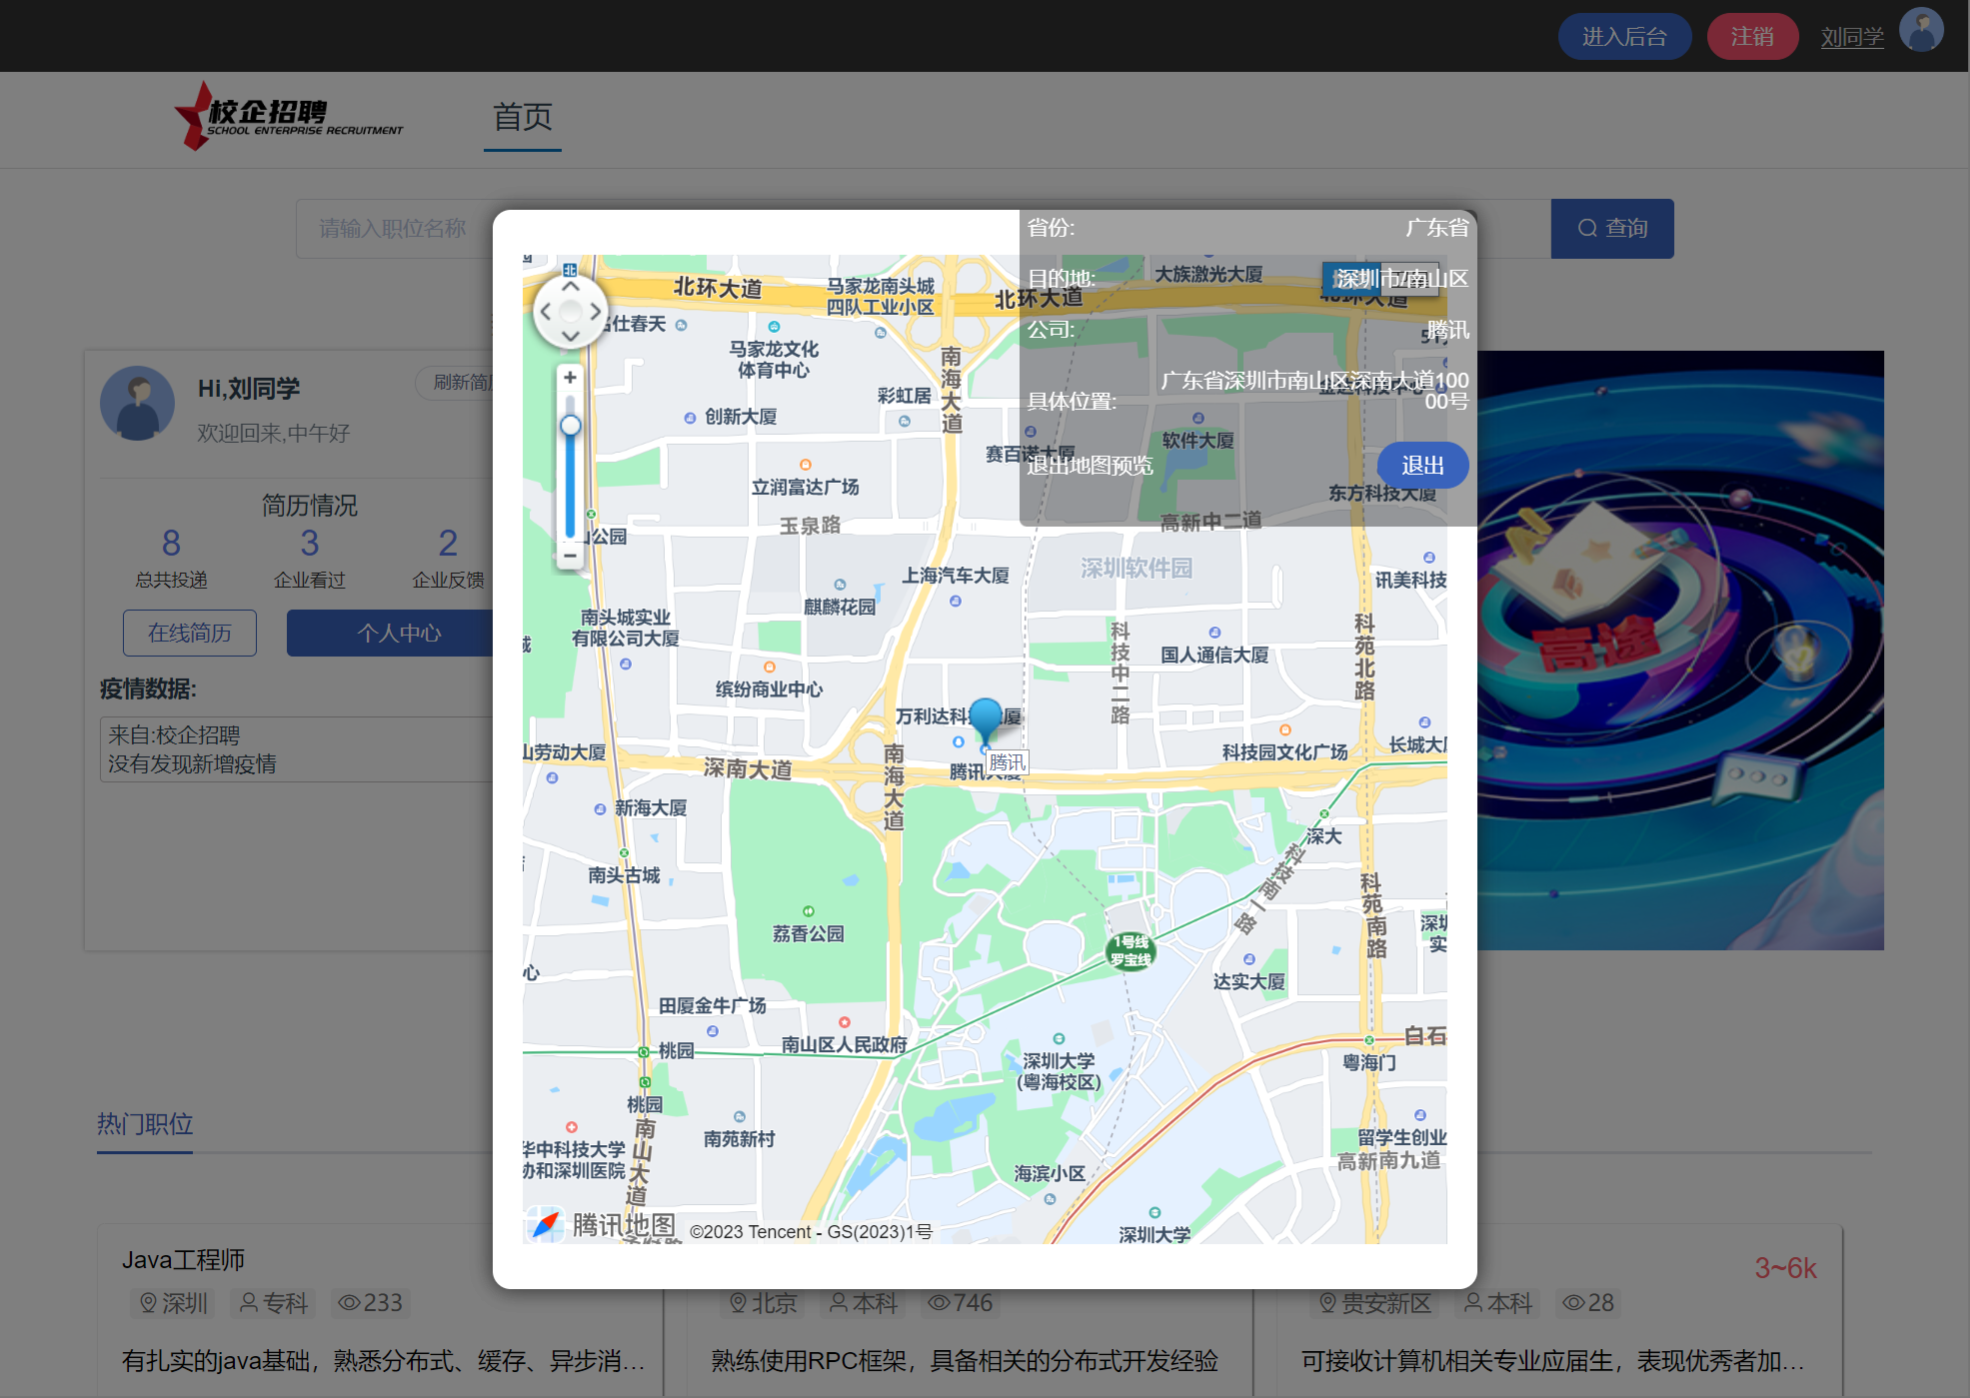 进入后台 注销 刘同学
校企招聘
SCHOOL ENTERPRISE RECRUITMENT
首页
请输入职位名称
查询
Hi,刘同学
刷新简历
欢迎回来,中午好
简历情况
8 3 2
总共投递 企业看过 企业反馈
在线简历 个人中心
疫情数据:
来自:校企招聘
没有发现新增疫情
省份: 广东省
目的地: 深圳市/南山区
公司: 腾讯
具体位置: 广东省深圳市南山区深南大道100
00号
退出地图预览 退出
北
北环大道
马家龙南头城
四队工业小区
北环大道
大族激光大厦
北环大道
马家龙文化
体育中心
南海大道
彩虹居
创新大厦
赛百诺大厦
软件大厦
立润富达广场
东方科技大厦
玉泉路
高新中二道
深圳软件园
上海汽车大厦
讯美科技
麒麟花园
南头城实业
有限公司大厦
科技中二路
国人通信大厦
科苑北路
缤纷商业中心
腾讯
山劳动大厦
深南大道
南海大道
科技园文化广场
新海大厦
深大
南头古城
科技南一路
科苑南路
荔香公园
1号线
罗宝线
达实大厦
田厦金牛广场
桃园
南山区人民政府
深圳大学
(粤海校区)
白石
粤海门
桃园
南山大道
南苑新村
华中科技大学
协和深圳医院
留学生创业
高新南九道
海滨小区
深圳大学
腾讯地图 ©2023 Tencent - GS(2023)1号
高途
热门职位
Java工程师
深圳 专科 233
有扎实的java基础，熟悉分布式、缓存、异步消...
北京 本科 746
熟练使用RPC框架，具备相关的分布式开发经验
3~6k
贵安新区 本科 28
可接收计算机相关专业应届生，表现优秀者加...